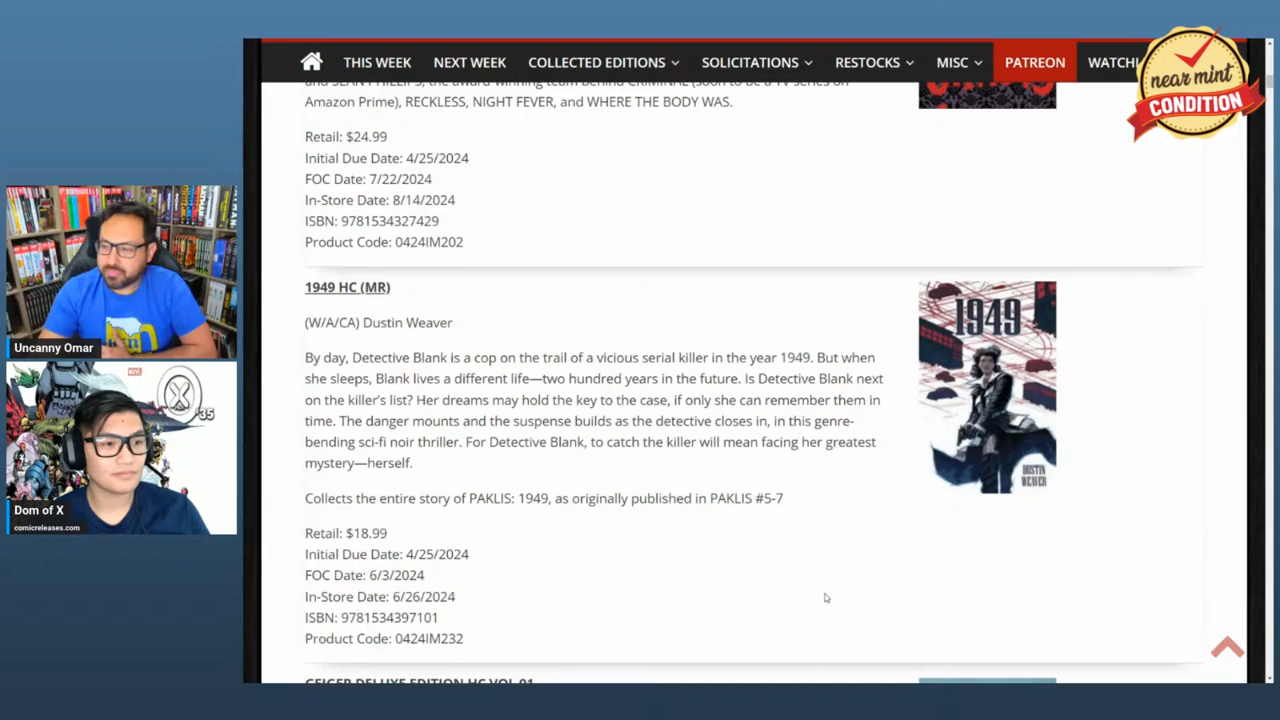 THIS WEEK NEXT WEEK COLLECTED EDITIONS SOLICITATIONS RESTOCKS MISC PATREON WATCHL
near mint
CONDITION
Amazon Prime), RECKLESS, NIGHT FEVER, and WHERE THE BODY WAS.
Retail: $24.99
Initial Due Date: 4/25/2024
FOC Date: 7/22/2024
In-Store Date: 8/14/2024
ISBN: 9781534327429
Product Code: 0424IM202
1949 HC (MR)
(W/A/CA) Dustin Weaver
By day, Detective Blank is a cop on the trail of a vicious serial killer in the year 1949. But when
she sleeps, Blank lives a different life—two hundred years in the future. Is Detective Blank next
on the killer's list? Her dreams may hold the key to the case, if only she can remember them in
time. The danger mounts and the suspense builds as the detective closes in, in this genre-
bending sci-fi noir thriller. For Detective Blank, to catch the killer will mean facing her greatest
mystery—herself.
Collects the entire story of PAKLIS: 1949, as originally published in PAKLIS #5-7
Retail: $18.99
Initial Due Date: 4/25/2024
FOC Date: 6/3/2024
In-Store Date: 6/26/2024
ISBN: 9781534397101
Product Code: 0424IM232
1949
DUSTIN
WEAVER
GEIGER DELUXE EDITION HC VOL 01
Uncanny Omar
35
Dom of X
comicreleases.com